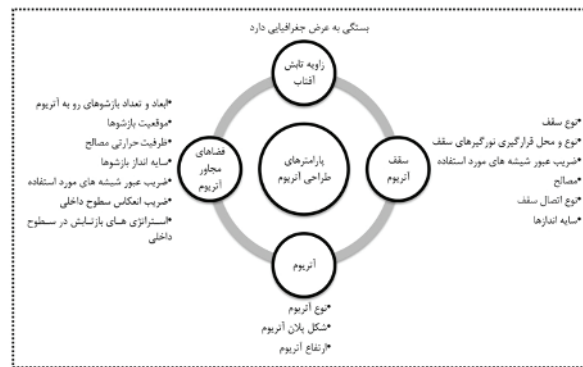 بستگی به عرض جغرافیایی دارد
زاویه تابش
آفتاب
•نوع سقف
•نوع و محل قرارگیری نورگیرهای سقف
•ضریب عبور شیشه های مورد استفاده
•مصالح
•نوع اتصال سقف
•سایه اندازها
سقف
آتریوم
پارامترهای
طراحی آتریوم
فضاهای
مجاور
آتریوم
•ابعاد و تعداد بازشوهای رو به آتریوم
•موقعیت بازشوها
•ظرفیت حرارتی مصالح
•سایه انداز بازشوها
•ضریب عبور شیشه های مورد استفاده
•ضریب انعکاس سطوح داخلی
•استراتژی های بازتابش در سطوح
داخلی
آتریوم
•نوع آتریوم
•شکل پلان آتریوم
•ارتفاع آتریوم